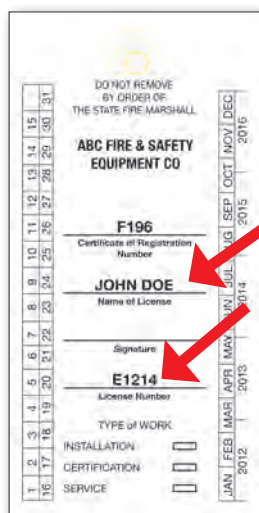 DO NOT REMOVE
BY ORDER OF
THE STATE FIRE MARSHALL
ABC FIRE & SAFETY
EQUIPMENT CO
F196
Certificate of Registration
Number
JOHN DOE
Name of License
Signature
E1214
License Number
TYPE of WORK
INSTALLATION
CERTIFICATION
SERVICE
1 2 3 4 5 6 7 8 9 10 11 12 13 14 15
16 17 18 19 20 21 22 23 24 25 26 27 28 29 30 31
JAN FEB MAR APR MAY JUN JUL AUG SEP OCT NOV DEC
2012 2013 2014 2015 2016